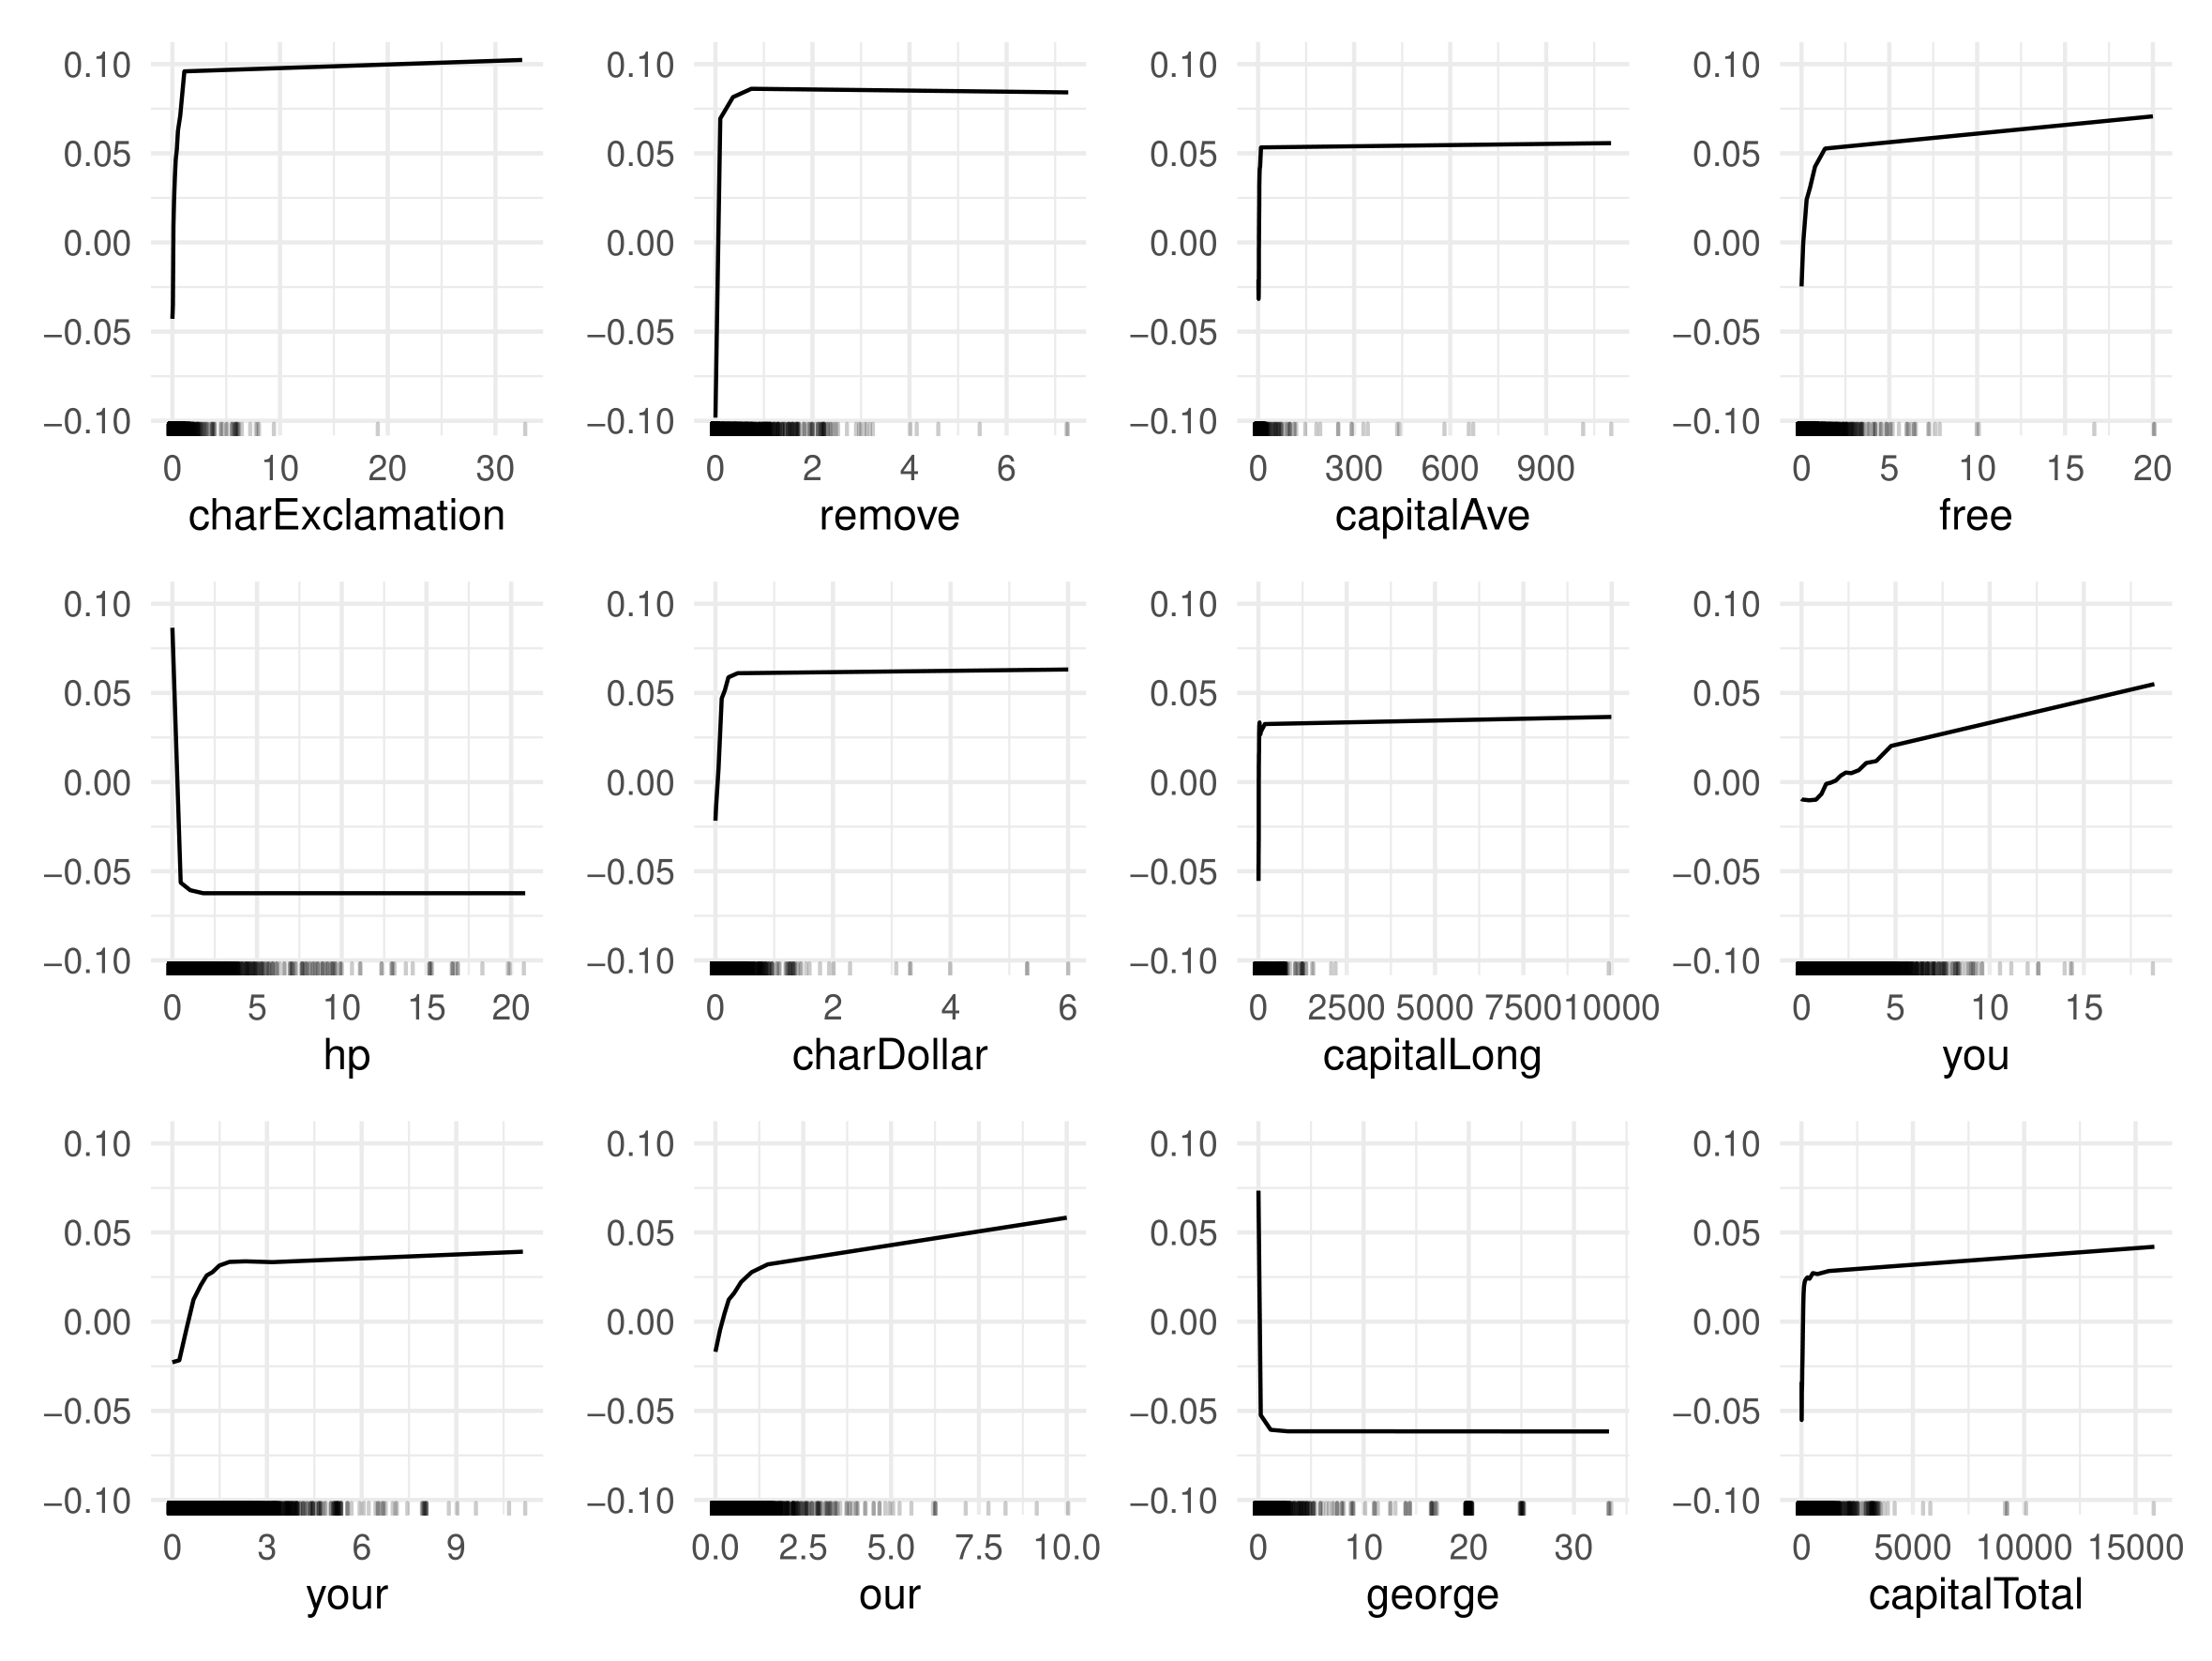 0.10 0.10 0.10 0.10
0.05 0.05 0.05 0.05
0.00 0.00 0.00 0.00
−0.05 −0.05 −0.05 −0.05
−0.10 −0.10 −0.10 −0.10
0 10 20 30 0 2 4 6 0 300 600 900 0 5 10 15 20
charExclamation remove capitalAve free
0.10 0.10 0.10 0.10
0.05 0.05 0.05 0.05
0.00 0.00 0.00 0.00
−0.05 −0.05 −0.05 −0.05
−0.10 −0.10 −0.10 −0.10
0 5 10 15 20 0 2 4 6 0 2500 5000 7500 10000 0 5 10 15
hp charDollar capitalLong you
0.10 0.10 0.10 0.10
0.05 0.05 0.05 0.05
0.00 0.00 0.00 0.00
−0.05 −0.05 −0.05 −0.05
−0.10 −0.10 −0.10 −0.10
0 3 6 9 0.0 2.5 5.0 7.5 10.0 0 10 20 30 0 5000 10000 15000
your our george capitalTotal